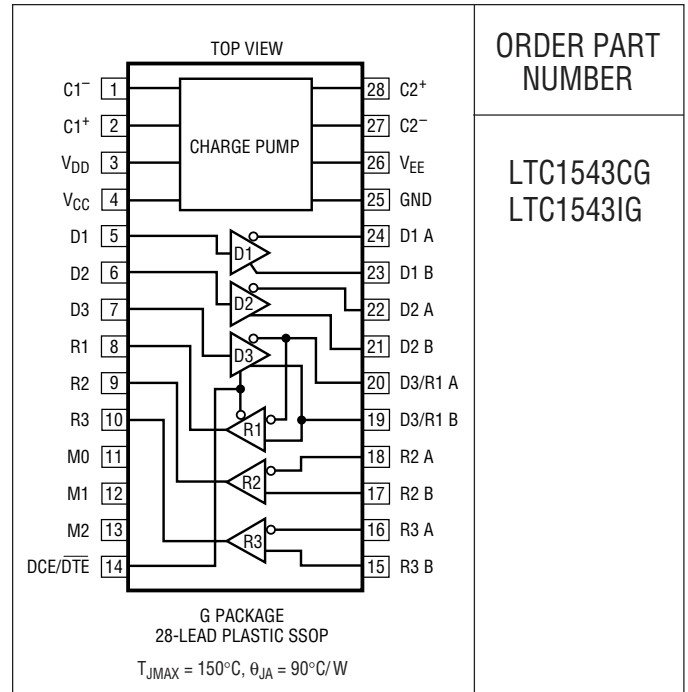 TOP VIEW
ORDER PART
NUMBER
C1⁻ 1
28 C2⁺
C1⁺ 2
27 C2⁻
CHARGE PUMP
V_DD 3
26 V_EE
V_CC 4
25 GND
LTC1543CG
LTC1543IG
D1 5
24 D1 A
D1
23 D1 B
D2 6
22 D2 A
D2
21 D2 B
D3 7
20 D3/R1 A
D3
R1 8
19 D3/R1 B
R1
R2 9
18 R2 A
R2
17 R2 B
R3 10
16 R3 A
R3
15 R3 B
M0 11
M1 12
M2 13
DCE/D̅T̅E̅ 14
G PACKAGE
28-LEAD PLASTIC SSOP
T_JMAX = 150°C, θ_JA = 90°C/W